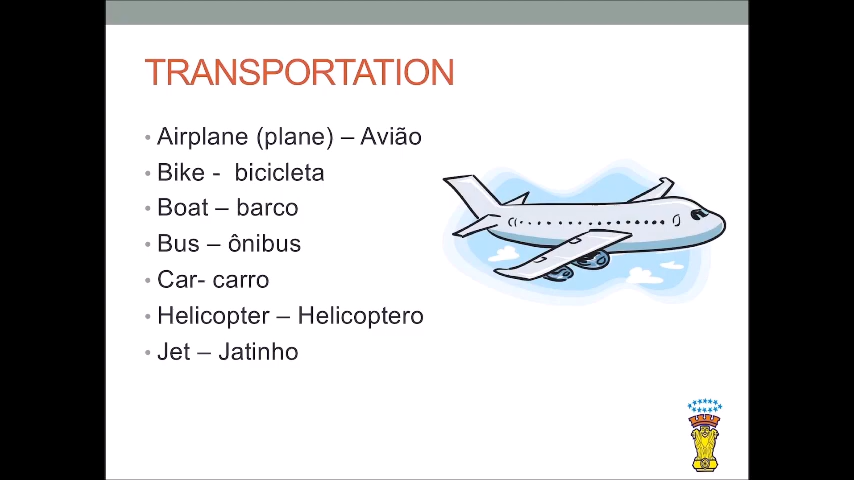 TRANSPORTATION
• Airplane (plane) – Avião
• Bike -  bicicleta
• Boat – barco
• Bus – ônibus
• Car- carro
• Helicopter – Helicoptero
• Jet – Jatinho